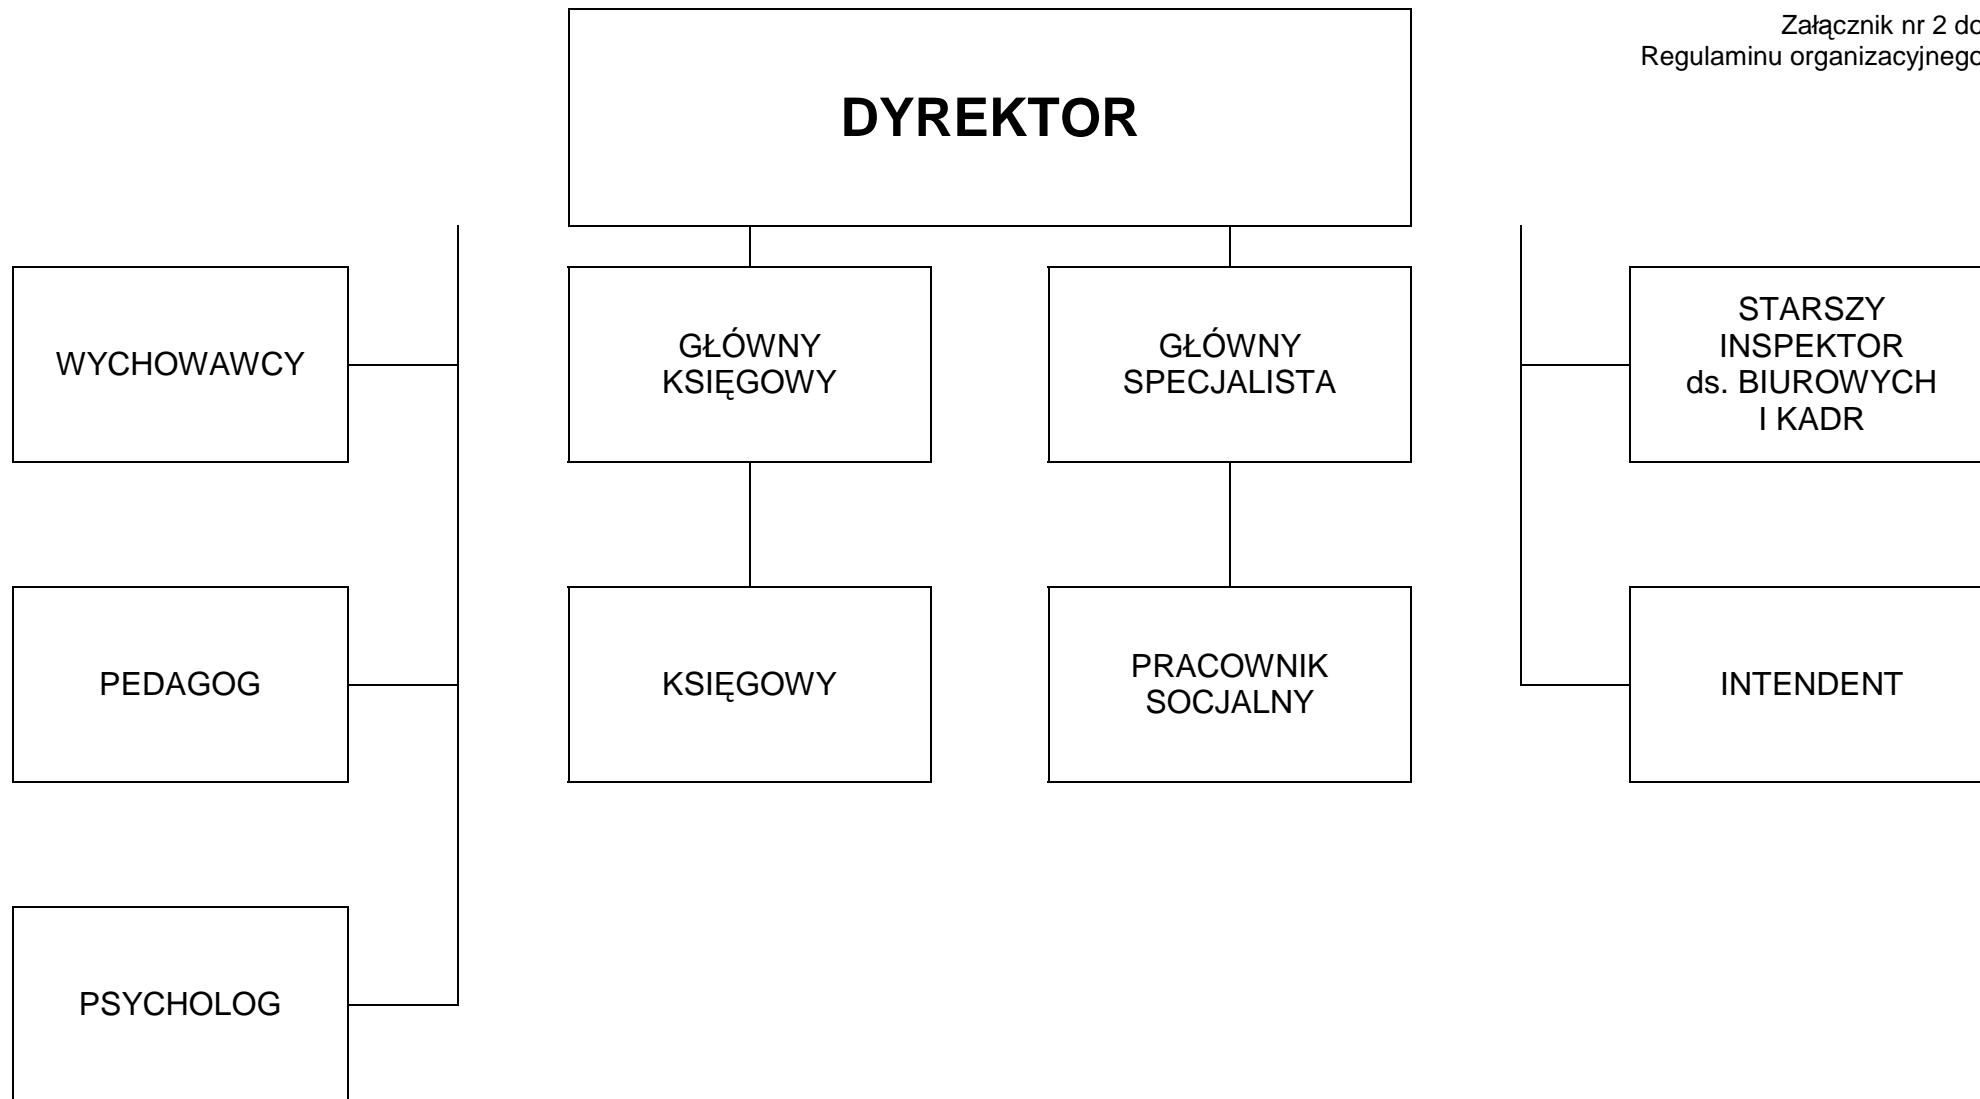 Załącznik nr 2 do
Regulaminu organizacyjnego
DYREKTOR
WYCHOWAWCY
GŁÓWNY
KSIĘGOWY
GŁÓWNY
SPECJALISTA
STARSZY
INSPEKTOR
ds. BIUROWYCH
I KADR
PEDAGOG
KSIĘGOWY
PRACOWNIK
SOCJALNY
INTENDENT
PSYCHOLOG